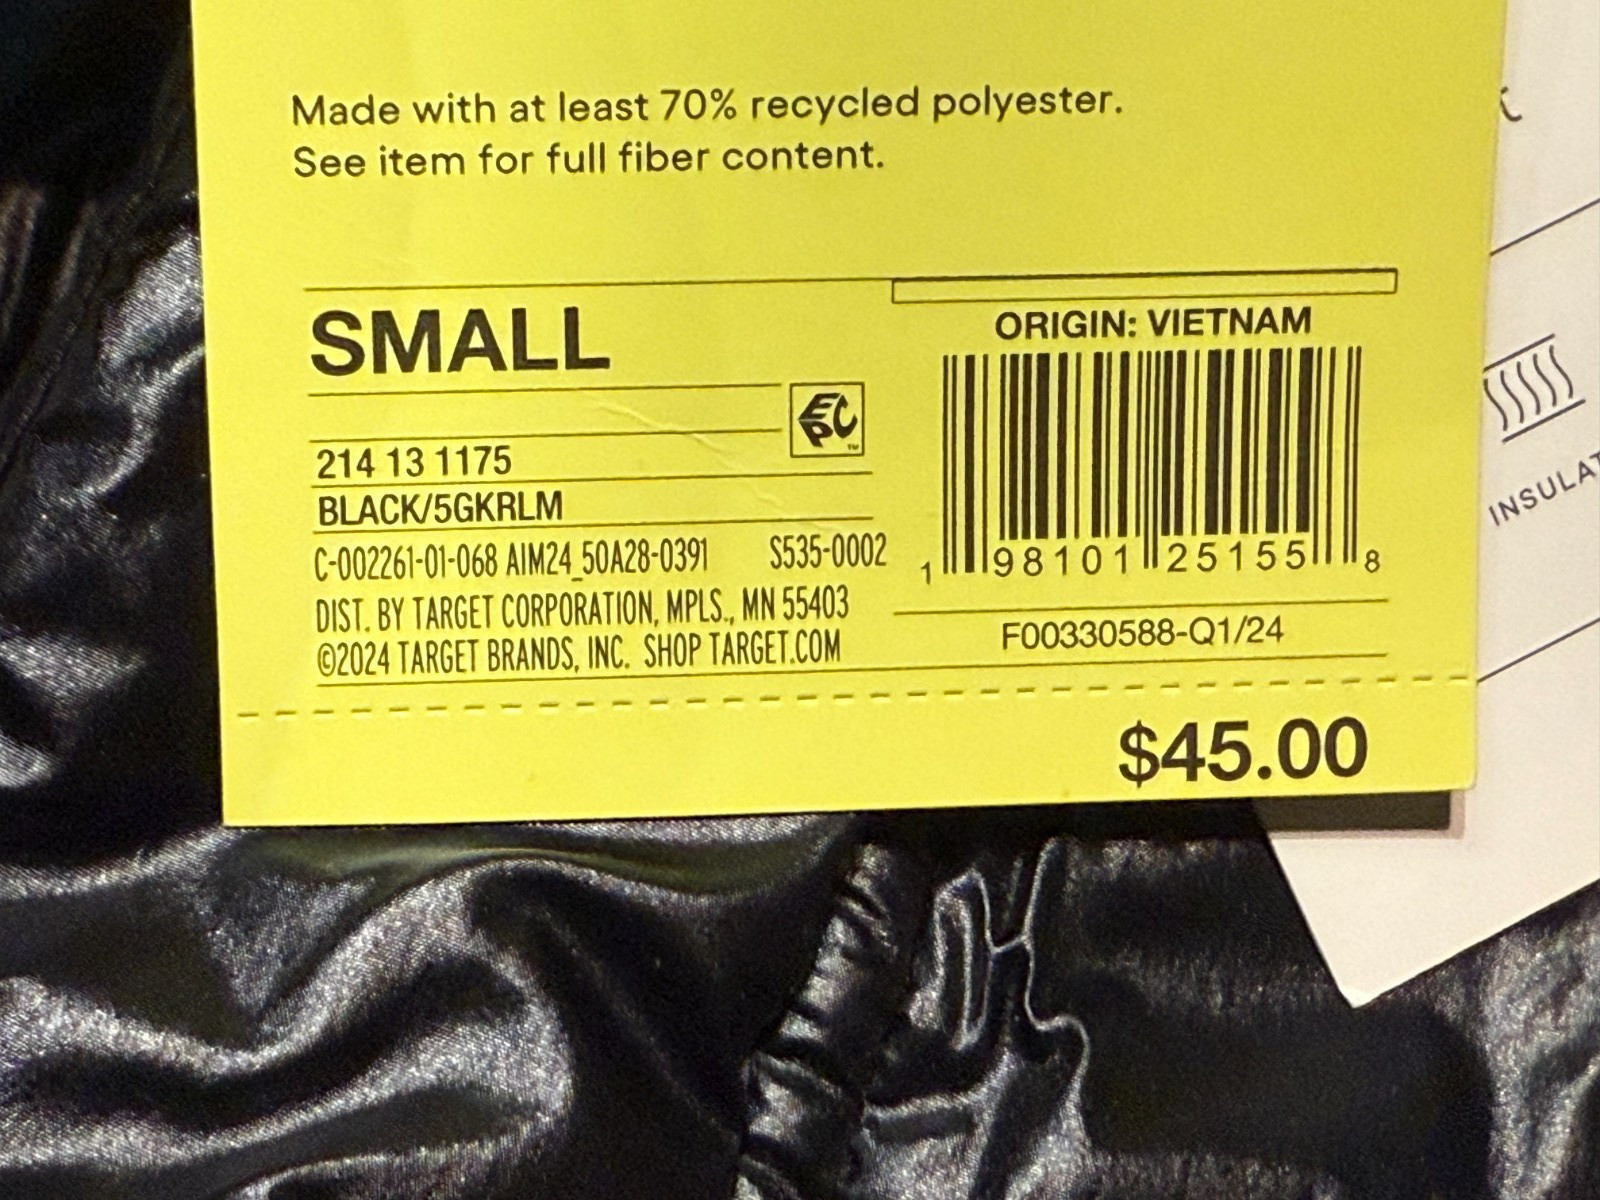 Made with at least 70% recycled polyester.
See item for full fiber content.
SMALL
EPC™
214 13 1175
BLACK/5GKRLM
C-002261-01-068 AIM24_50A28-0391 S535-0002
DIST. BY TARGET CORPORATION, MPLS., MN 55403
©2024 TARGET BRANDS, INC. SHOP TARGET.COM
ORIGIN: VIETNAM
1 98101 25155 8
F00330588-Q1/24
$45.00
INSULAT